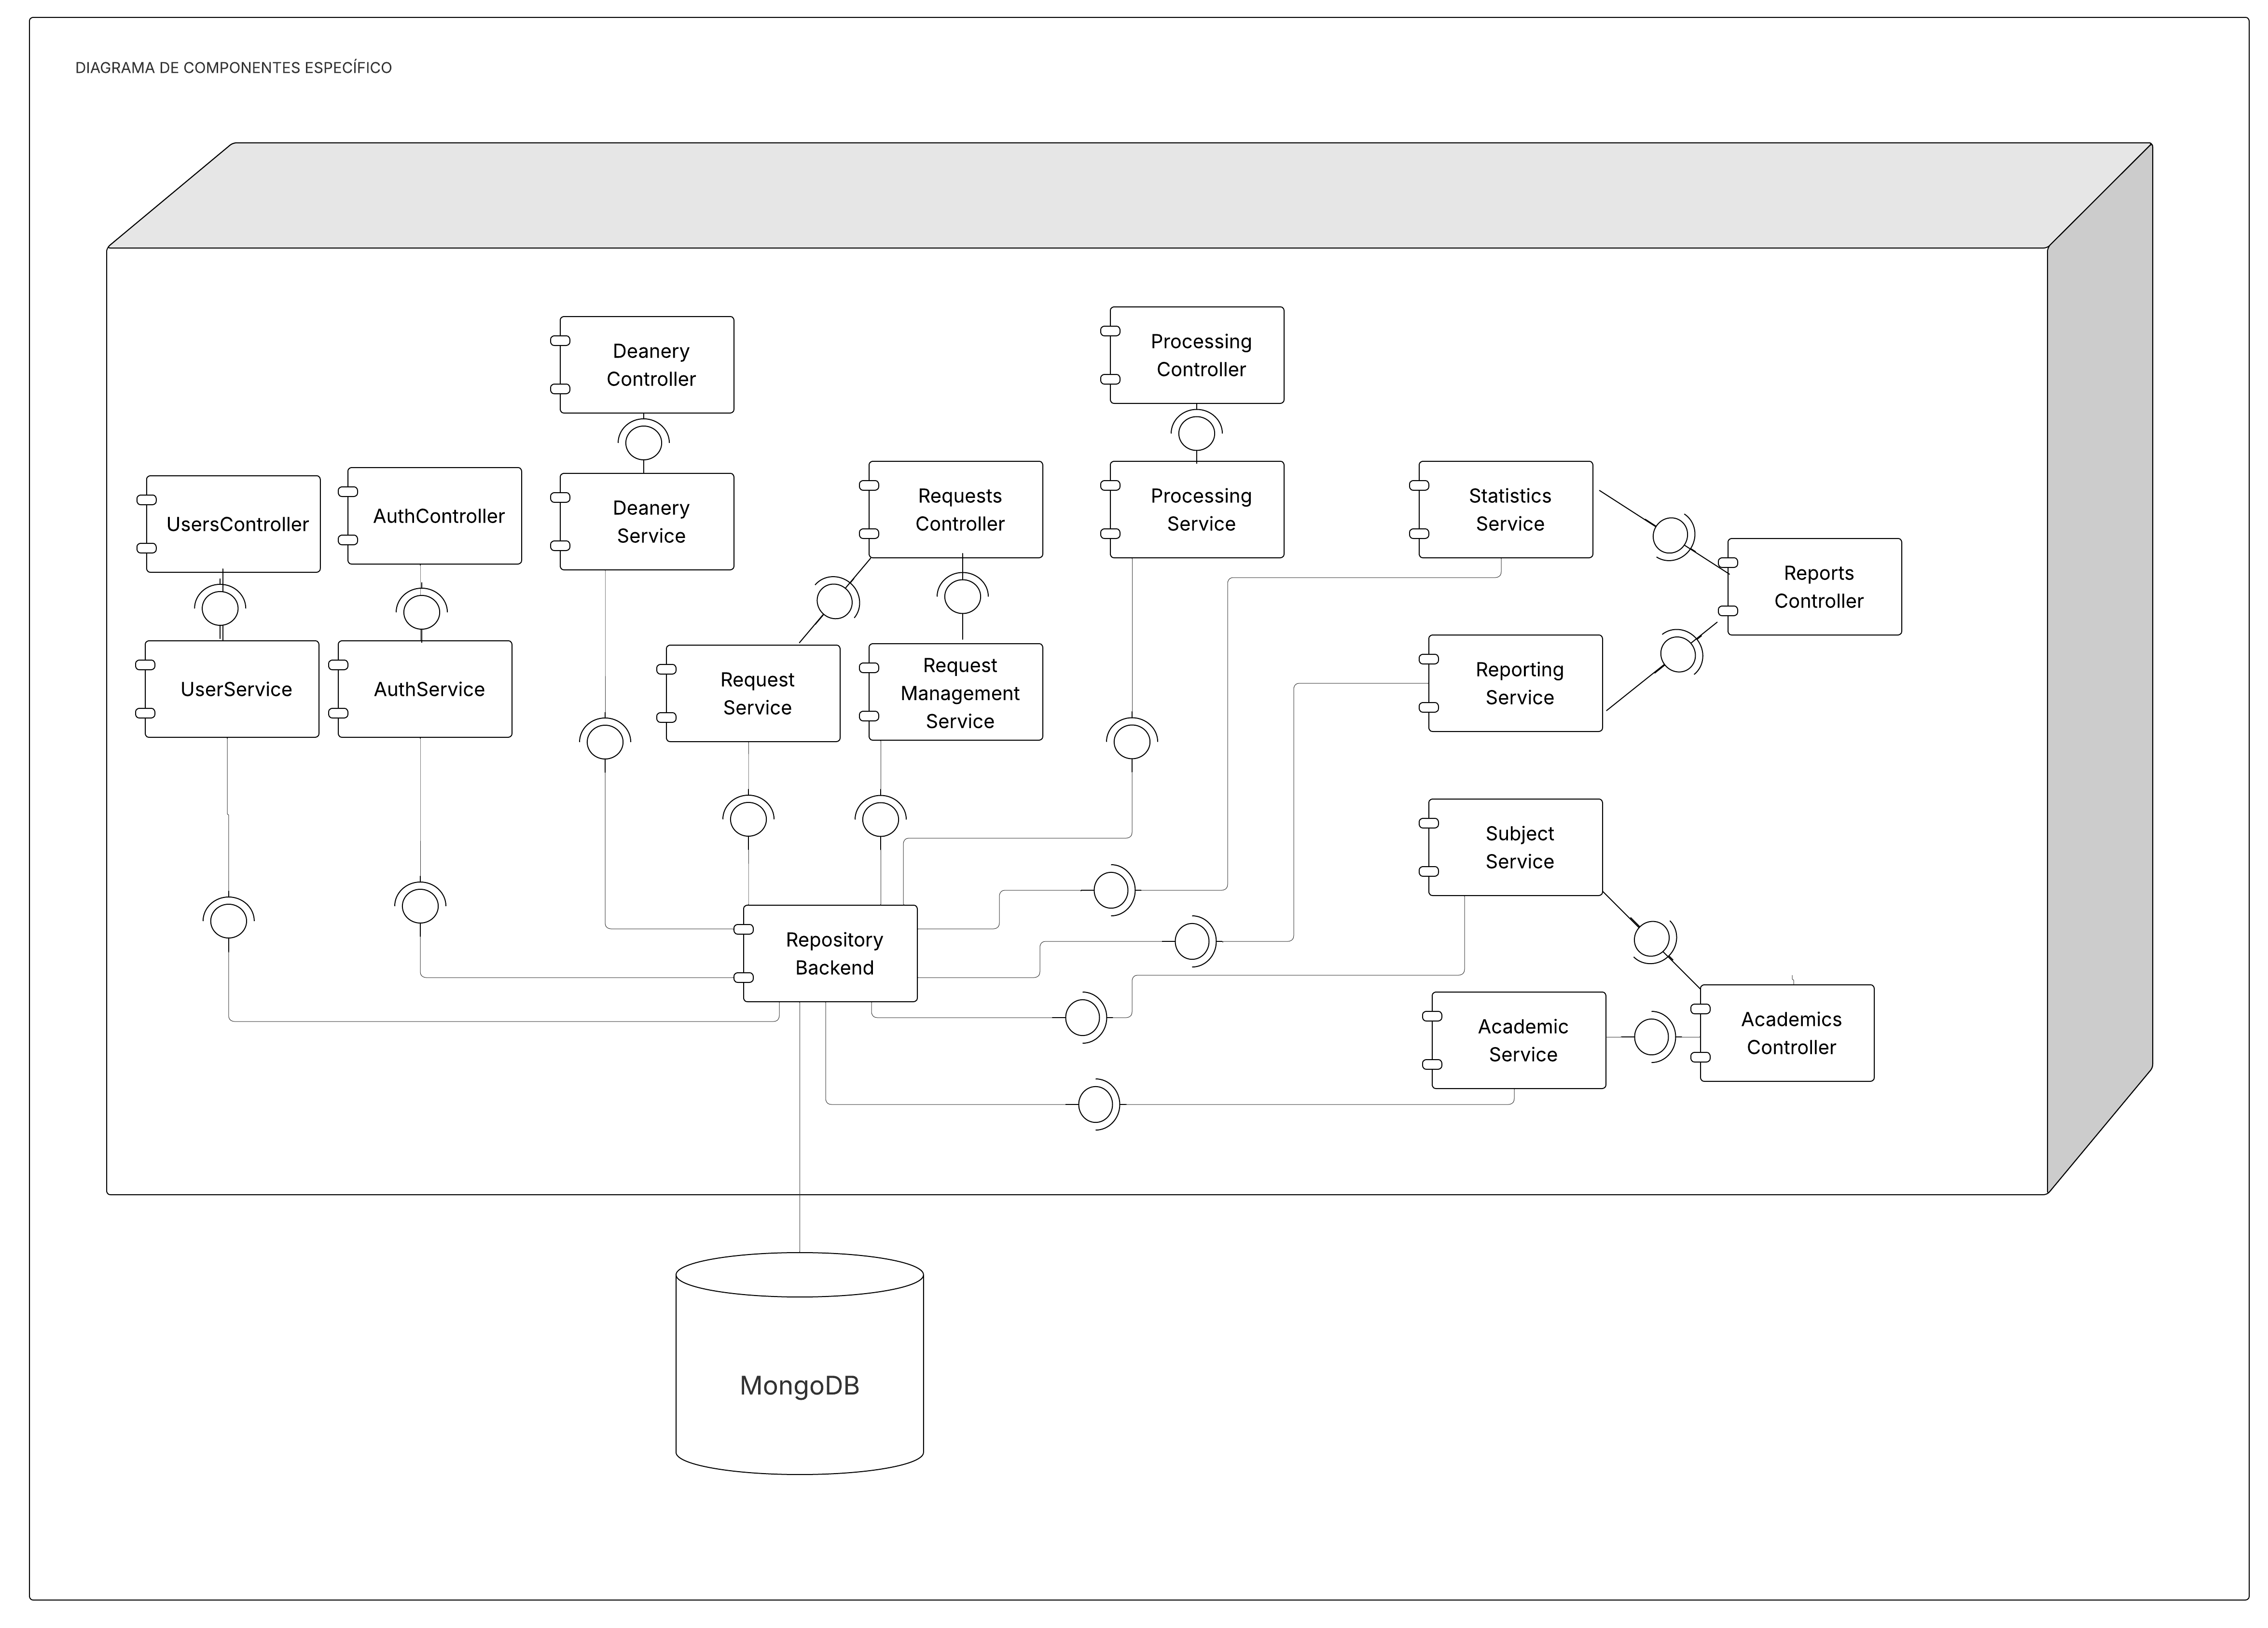 DIAGRAMA DE COMPONENTES ESPECÍFICO
Deanery
Controller
Processing
Controller
UsersController
AuthController
Deanery
Service
Requests
Controller
Processing
Service
Statistics
Service
Reports
Controller
UserService
AuthService
Request
Service
Request
Management
Service
Reporting
Service
Subject
Service
Repository
Backend
Academic
Service
Academics
Controller
MongoDB